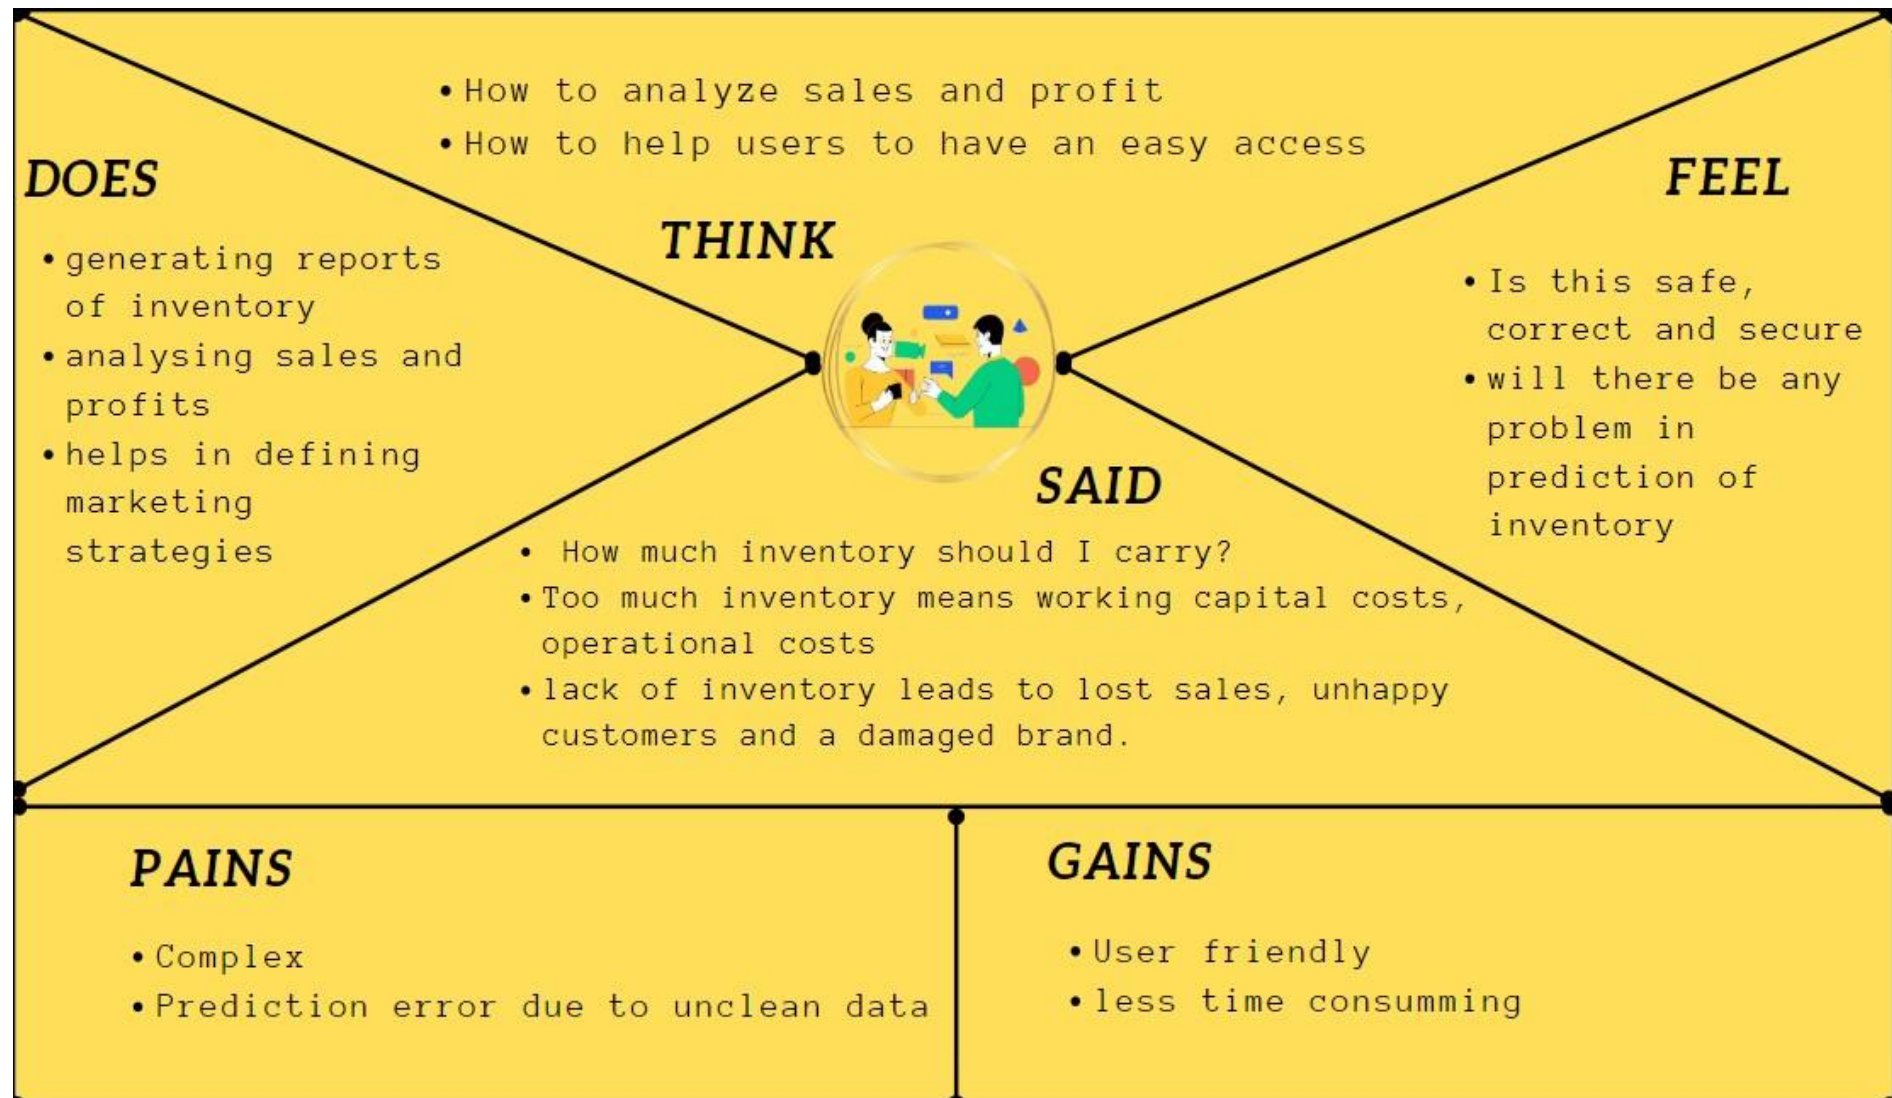 • How to analyze sales and profit
• How to help users to have an easy access
THINK
DOES
• generating reports
of inventory
• analysing sales and
profits
• helps in defining
marketing
strategies
FEEL
• Is this safe,
correct and secure
• will there be any
problem in
prediction of
inventory
SAID
• How much inventory should I carry?
• Too much inventory means working capital costs,
operational costs
• lack of inventory leads to lost sales, unhappy
customers and a damaged brand.
PAINS
• Complex
• Prediction error due to unclean data
GAINS
• User friendly
• less time consumming